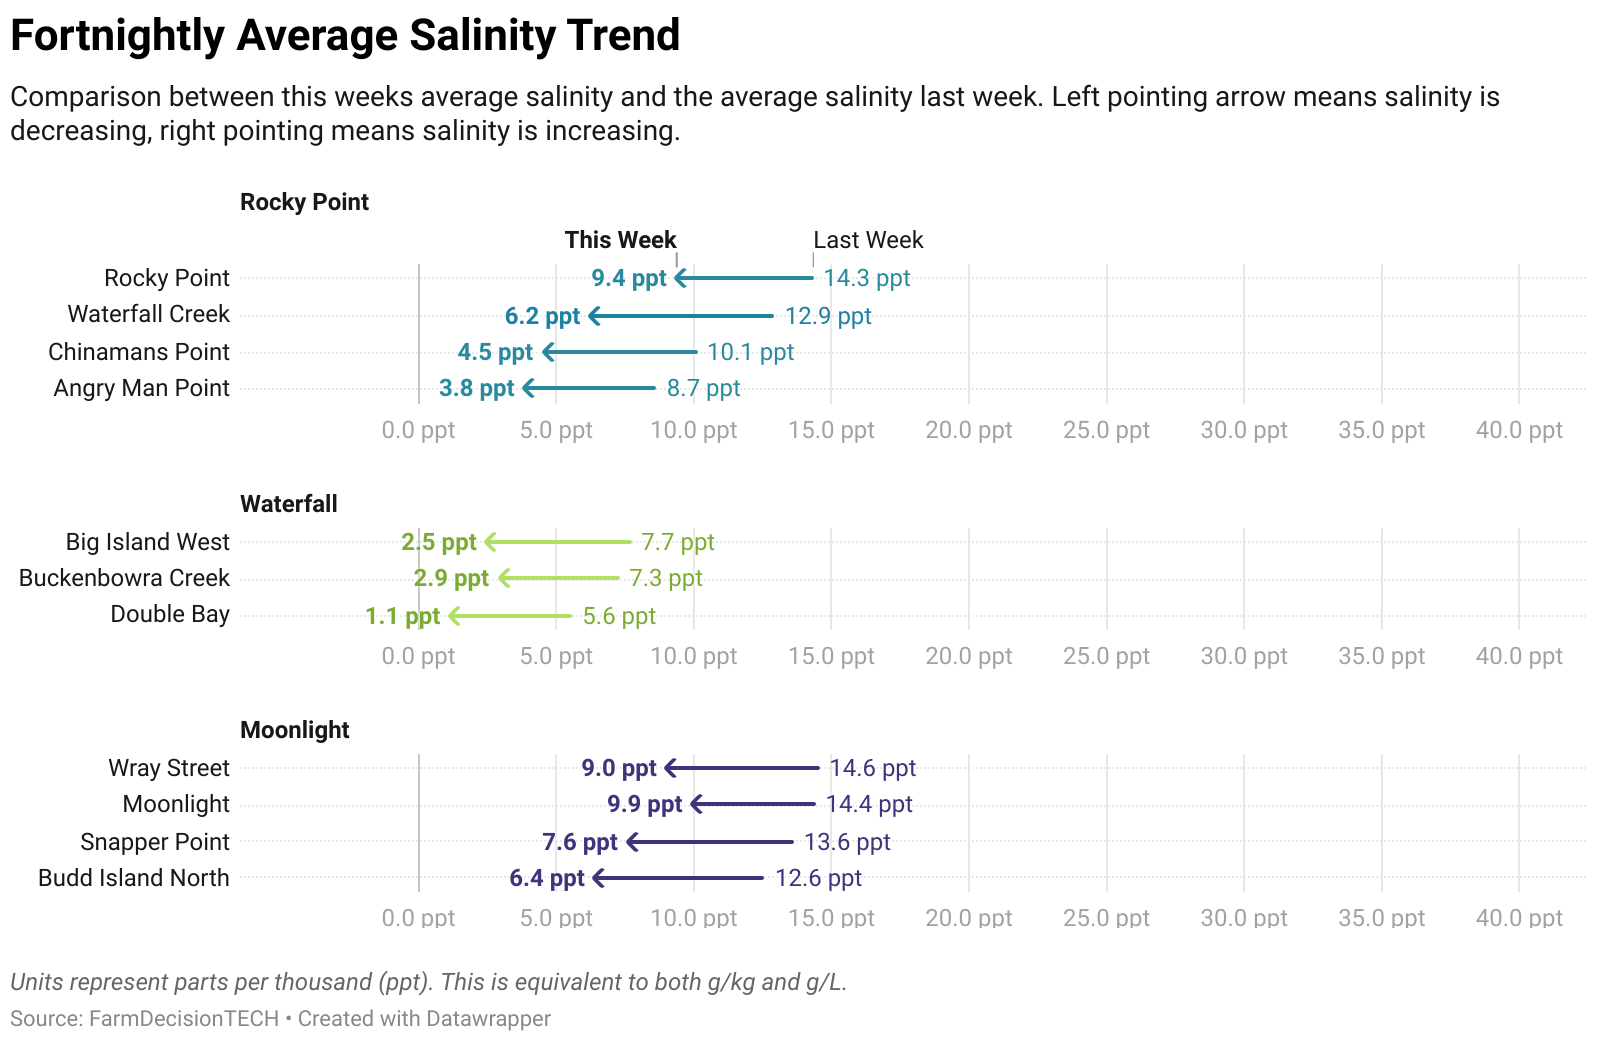 Fortnightly Average Salinity Trend
Comparison between this weeks average salinity and the average salinity last week. Left pointing arrow means salinity is
decreasing, right pointing means salinity is increasing.
Rocky Point
This Week Last Week
Rocky Point 9.4 ppt 14.3 ppt
Waterfall Creek 6.2 ppt 12.9 ppt
Chinamans Point 4.5 ppt 10.1 ppt
Angry Man Point 3.8 ppt 8.7 ppt
0.0 ppt 5.0 ppt 10.0 ppt 15.0 ppt 20.0 ppt 25.0 ppt 30.0 ppt 35.0 ppt 40.0 ppt
Waterfall
Big Island West 2.5 ppt 7.7 ppt
Buckenbowra Creek 2.9 ppt 7.3 ppt
Double Bay 1.1 ppt 5.6 ppt
0.0 ppt 5.0 ppt 10.0 ppt 15.0 ppt 20.0 ppt 25.0 ppt 30.0 ppt 35.0 ppt 40.0 ppt
Moonlight
Wray Street 9.0 ppt 14.6 ppt
Moonlight 9.9 ppt 14.4 ppt
Snapper Point 7.6 ppt 13.6 ppt
Budd Island North 6.4 ppt 12.6 ppt
0.0 ppt 5.0 ppt 10.0 ppt 15.0 ppt 20.0 ppt 25.0 ppt 30.0 ppt 35.0 ppt 40.0 ppt
Units represent parts per thousand (ppt). This is equivalent to both g/kg and g/L.
Source: FarmDecisionTECH • Created with Datawrapper